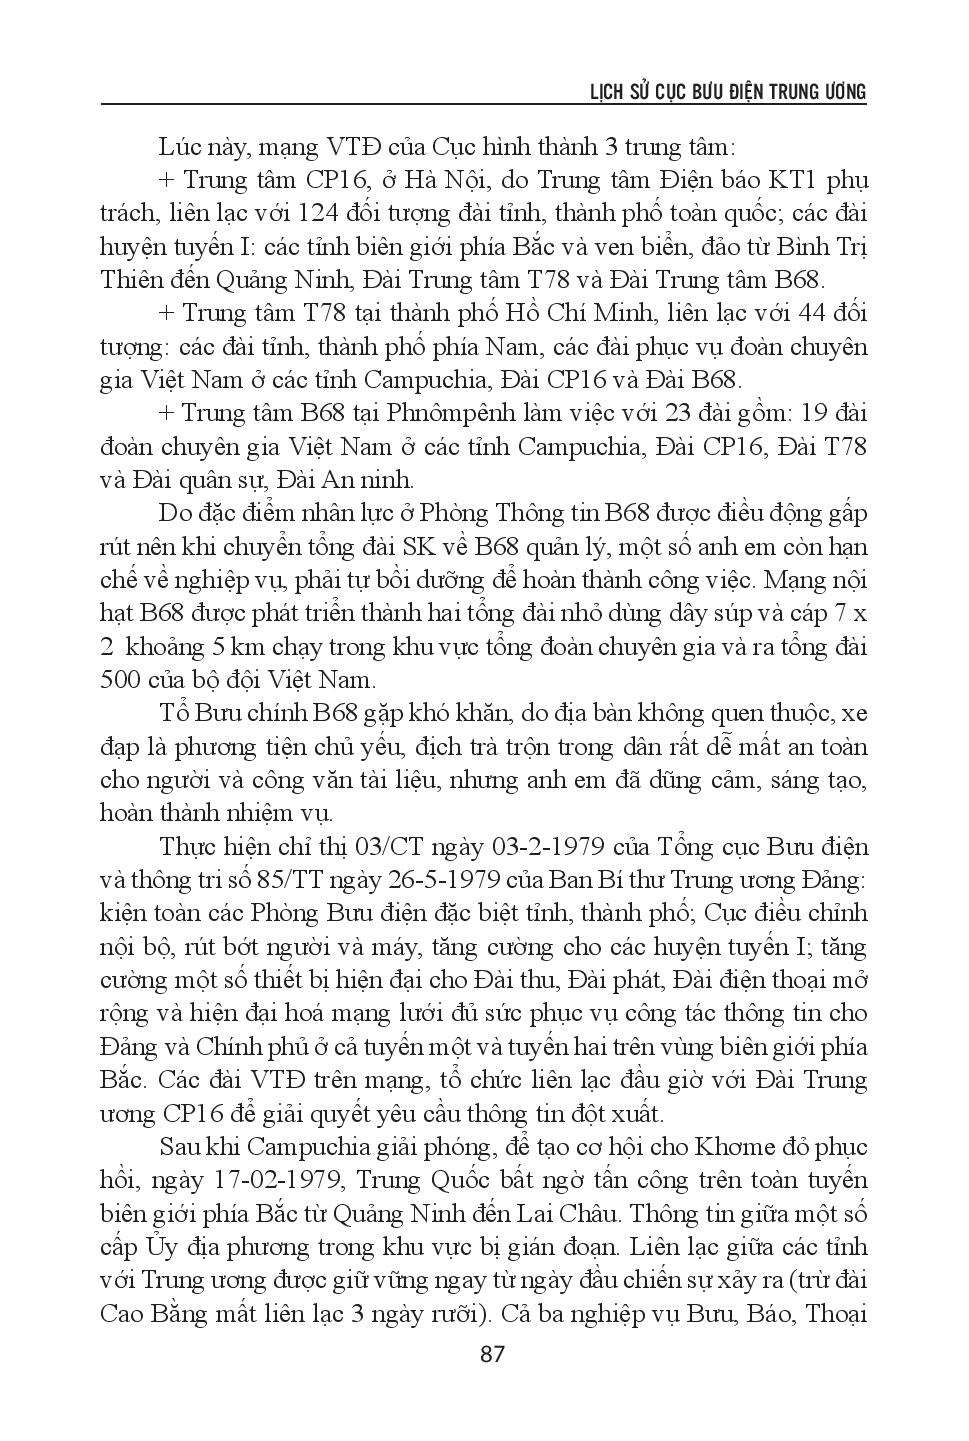 LỊCH SỬ CỤC BƯU ĐIỆN TRUNG ƯƠNG
Lúc này, mạng VTĐ của Cục hình thành 3 trung tâm:
+ Trung tâm CP16, ở Hà Nội, do Trung tâm Điện báo KT1 phụ
trách, liên lạc với 124 đối tượng đài tỉnh, thành phố toàn quốc; các đài
huyện tuyến I: các tỉnh biên giới phía Bắc và ven biển, đảo từ Bình Trị
Thiên đến Quảng Ninh, Đài Trung tâm T78 và Đài Trung tâm B68.
+ Trung tâm T78 tại thành phố Hồ Chí Minh, liên lạc với 44 đối
tượng: các đài tỉnh, thành phố phía Nam, các đài phục vụ đoàn chuyên
gia Việt Nam ở các tỉnh Campuchia, Đài CP16 và Đài B68.
+ Trung tâm B68 tại Phnômpênh làm việc với 23 đài gồm: 19 đài
đoàn chuyên gia Việt Nam ở các tỉnh Campuchia, Đài CP16, Đài T78
và Đài quân sự, Đài An ninh.
Do đặc điểm nhân lực ở Phòng Thông tin B68 được điều động gấp
rút nên khi chuyển tổng đài SK về B68 quản lý, một số anh em còn hạn
chế về nghiệp vụ, phải tự bồi dưỡng để hoàn thành công việc. Mạng nội
hạt B68 được phát triển thành hai tổng đài nhỏ dùng dây súp và cáp 7 x
2 khoảng 5 km chạy trong khu vực tổng đoàn chuyên gia và ra tổng đài
500 của bộ đội Việt Nam.
Tổ Bưu chính B68 gặp khó khăn, do địa bàn không quen thuộc, xe
đạp là phương tiện chủ yếu, địch trà trộn trong dân rất dễ mất an toàn
cho người và công văn tài liệu, nhưng anh em đã dũng cảm, sáng tạo,
hoàn thành nhiệm vụ.
Thực hiện chỉ thị 03/CT ngày 03-2-1979 của Tổng cục Bưu điện
và thông tri số 85/TT ngày 26-5-1979 của Ban Bí thư Trung ương Đảng:
kiện toàn các Phòng Bưu điện đặc biệt tỉnh, thành phố; Cục điều chỉnh
nội bộ, rút bớt người và máy, tăng cường cho các huyện tuyến I; tăng
cường một số thiết bị hiện đại cho Đài thu, Đài phát, Đài điện thoại mở
rộng và hiện đại hoá mạng lưới đủ sức phục vụ công tác thông tin cho
Đảng và Chính phủ ở cả tuyến một và tuyến hai trên vùng biên giới phía
Bắc. Các đài VTĐ trên mạng, tổ chức liên lạc đầu giờ với Đài Trung
ương CP16 để giải quyết yêu cầu thông tin đột xuất.
Sau khi Campuchia giải phóng, để tạo cơ hội cho Khơme đỏ phục
hồi, ngày 17-02-1979, Trung Quốc bất ngờ tấn công trên toàn tuyến
biên giới phía Bắc từ Quảng Ninh đến Lai Châu. Thông tin giữa một số
cấp Ủy địa phương trong khu vực bị gián đoạn. Liên lạc giữa các tỉnh
với Trung ương được giữ vững ngay từ ngày đầu chiến sự xảy ra (trừ đài
Cao Bằng mất liên lạc 3 ngày rưỡi). Cả ba nghiệp vụ Bưu, Báo, Thoại
87